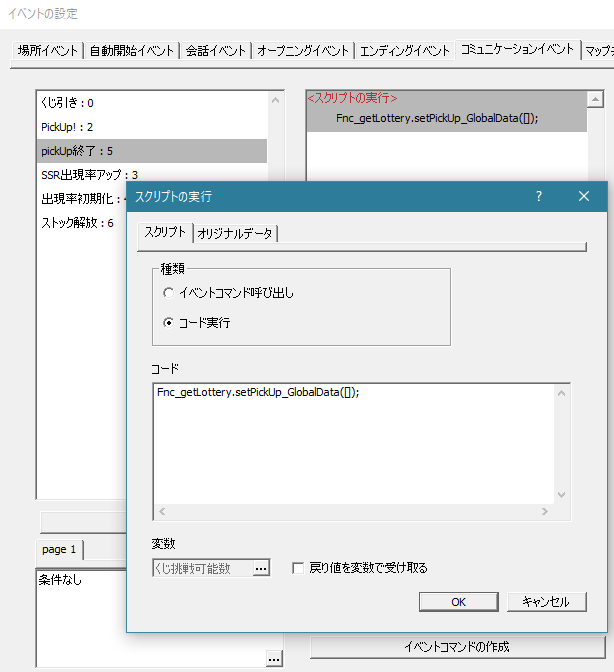 イベントの設定
場所イベント 自動開始イベント 会話イベント オープニングイベント エンディングイベント コミュニケーションイベント マップ
くじ引き : 0
PickUp! : 2
pickUp終了 : 5
SSR出現率アップ : 3
出現率初期化 :
ストック解放 : 6
<スクリプトの実行>
Fnc_getLottery.setPickUp_GlobalData([]);
スクリプトの実行
スクリプト オリジナルデータ
種類
イベントコマンド呼び出し
コード実行
コード
Fnc_getLottery.setPickUp_GlobalData([]);
変数
くじ挑戦可能数 ... 戻り値を変数で受け取る
OK キャンセル
page 1
条件なし
...
イベントコマンドの作成